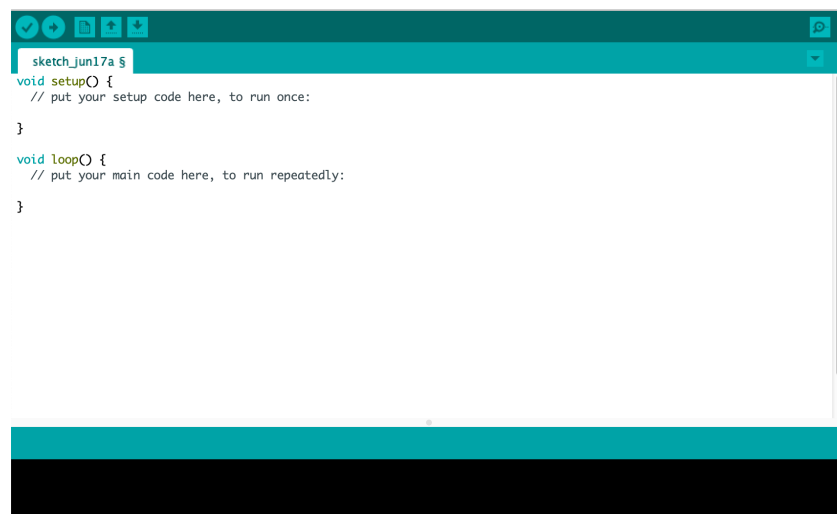 sketch_jun17a §
void setup() {
  // put your setup code here, to run once:
}
void loop() {
  // put your main code here, to run repeatedly:
}